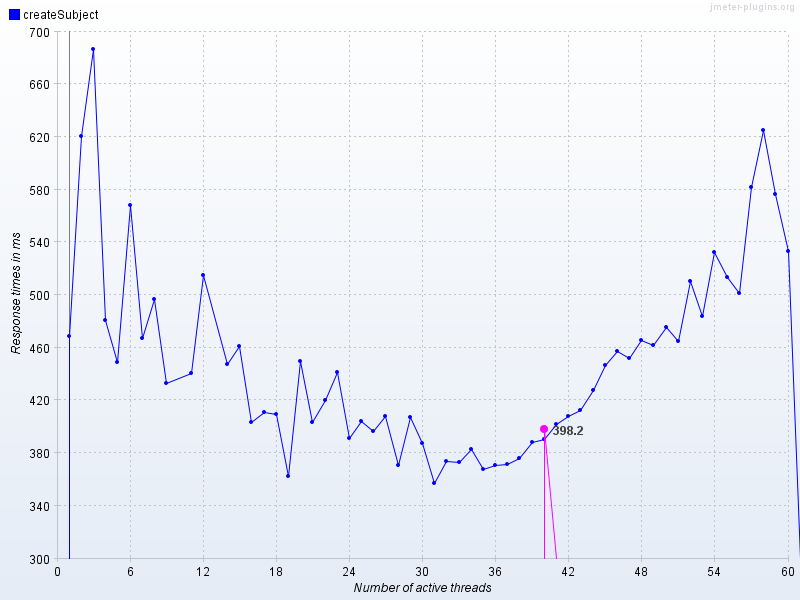 jmeter-plugins.org
createSubject
700
660
620
580
540
500
460
420
380
340
300
Response times in ms
398.2
0 6 12 18 24 30 36 42 48 54 60
Number of active threads